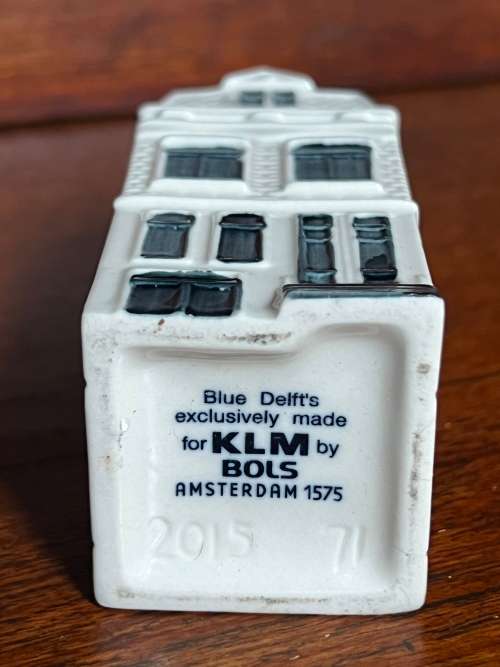 Blue Delft's
exclusively made
for KLM by
BOLS
AMSTERDAM 1575
2015 71